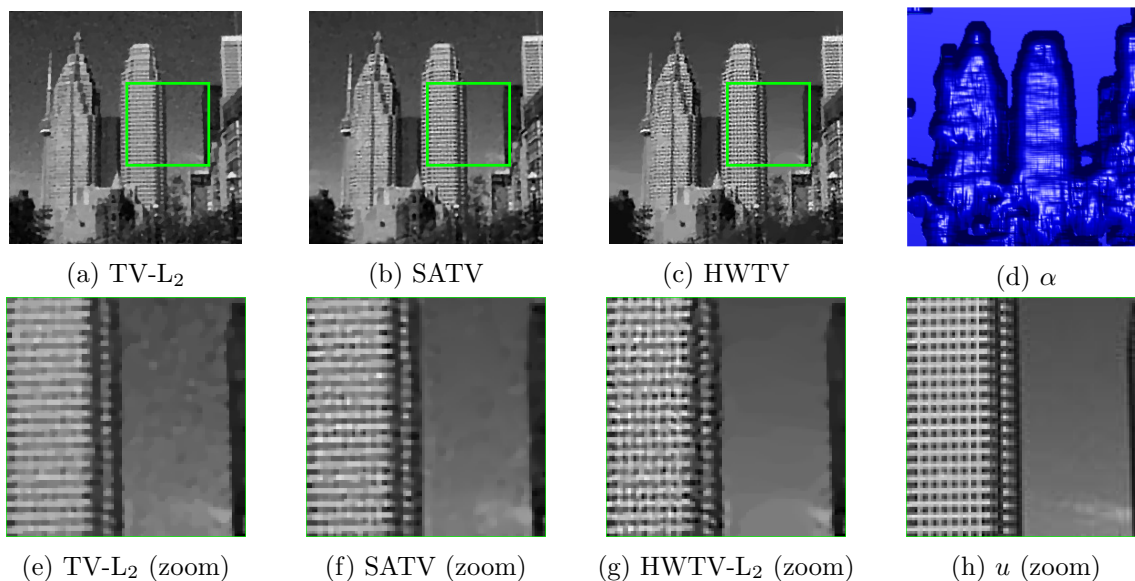 (a) TV-L₂
(b) SATV
(c) HWTV
(d) α
(e) TV-L₂ (zoom)
(f) SATV (zoom)
(g) HWTV-L₂ (zoom)
(h) u (zoom)